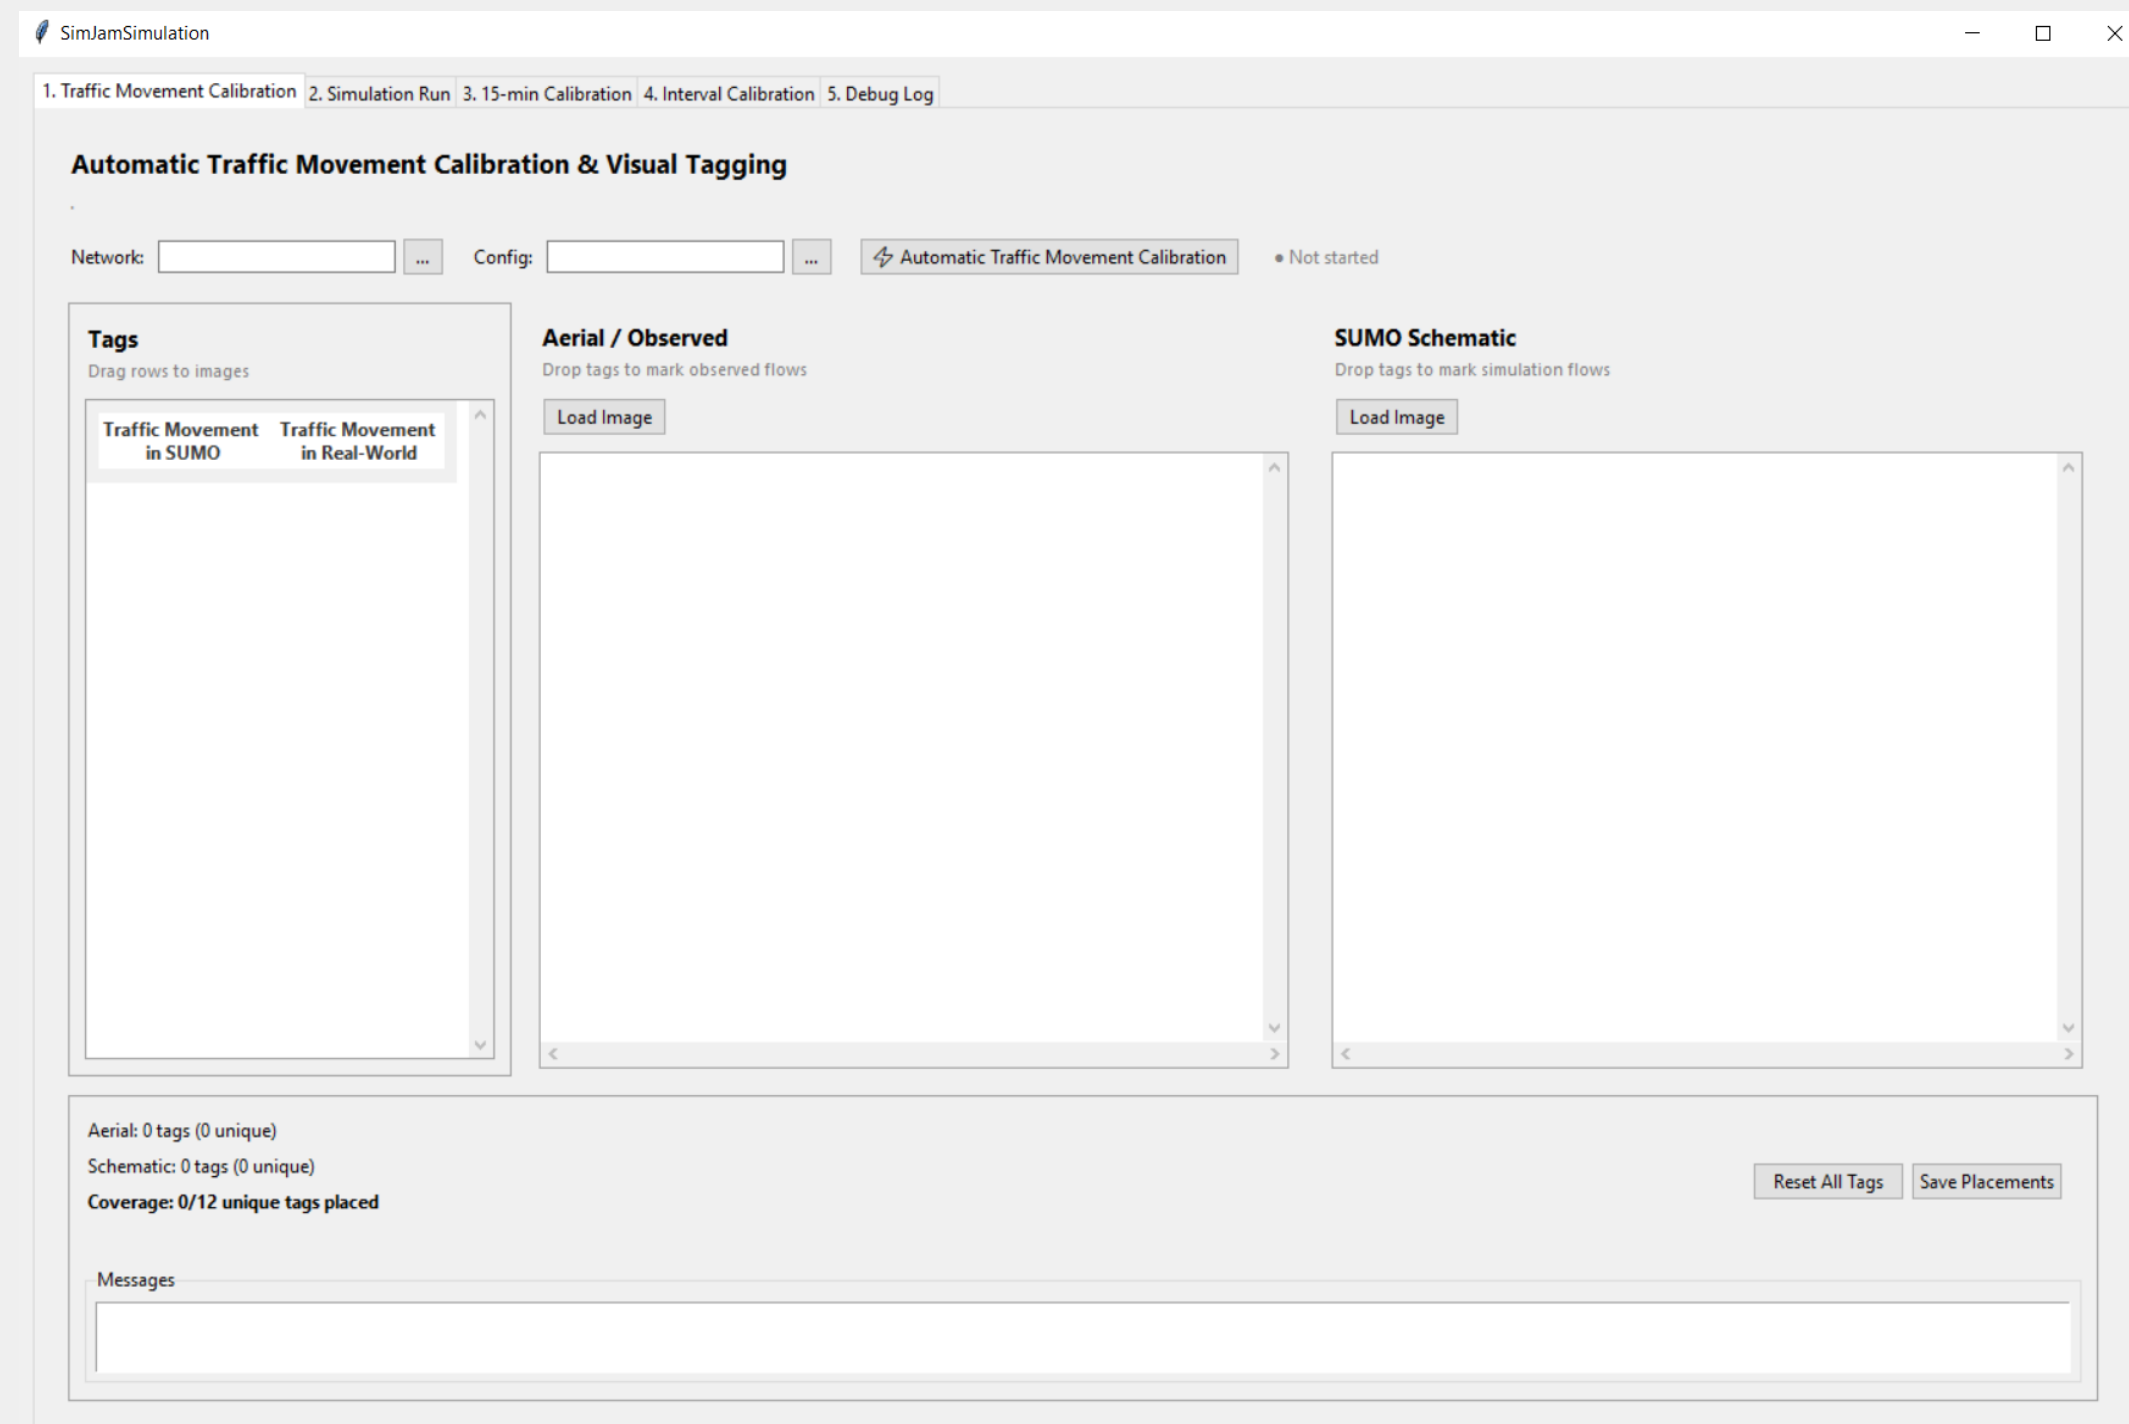 SimJamSimulation
1. Traffic Movement Calibration 2. Simulation Run 3. 15-min Calibration 4. Interval Calibration 5. Debug Log
Automatic Traffic Movement Calibration & Visual Tagging
.
Network: ... Config: ... Automatic Traffic Movement Calibration ● Not started
Tags
Drag rows to images
Traffic Movement in SUMO
Traffic Movement in Real-World
Aerial / Observed
Drop tags to mark observed flows
Load Image
SUMO Schematic
Drop tags to mark simulation flows
Load Image
Aerial: 0 tags (0 unique)
Schematic: 0 tags (0 unique)
Coverage: 0/12 unique tags placed
Reset All Tags Save Placements
Messages